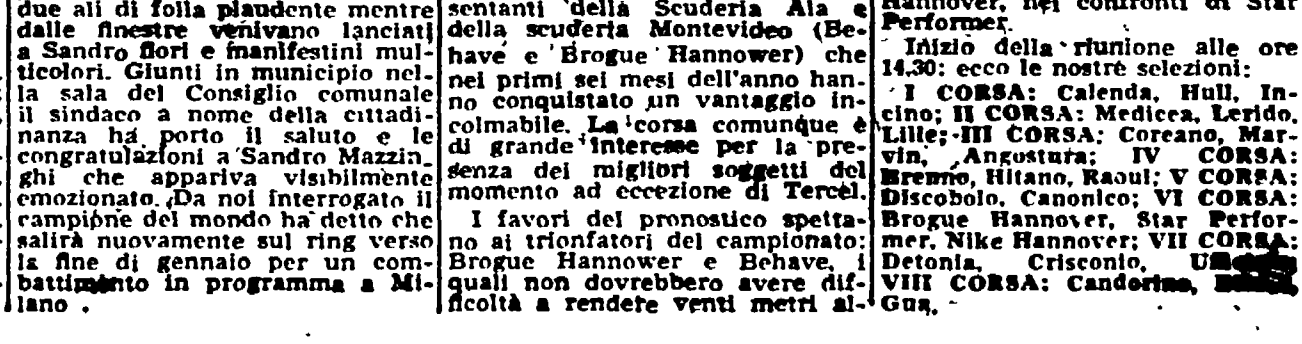 due ali di folla plaudente mentre
dalle finestre venivano lanciati
a Sandro fiori e manifestini mul-
ticolori. Giunti in municipio nel-
la sala del Consiglio comunale
il sindaco a nome della cittadi-
nanza ha porto il saluto e le
congratulazioni a Sandro Mazzin-
ghi che appariva visibilmente
emozionato. Da noi interrogato il
campione del mondo ha detto che
salirà nuovamente sul ring verso
la fine di gennaio per un com-
battimento in programma a Mi-
lano .
sentanti della Scuderia Ala e
della scuderia Montevideo (Be-
have e Brogue Hannower) che
nei primi sei mesi dell'anno han-
no conquistato un vantaggio in-
colmabile. La corsa comunque è
di grande interesse per la pre-
senza dei migliori soggetti del
momento ad eccezione di Tercel.
I favori del pronostico spetta-
no ai trionfatori del campionato:
Brogue Hannower e Behave, i
quali non dovrebbero avere dif-
ficoltà a rendere venti metri al-
Hannover, nei confronti di Star
Performer.
Inizio della riunione alle ore
14,30: ecco le nostre selezioni:
I CORSA: Calenda, Hull, In-
cino; II CORSA: Medicea, Lerido,
Lille; III CORSA: Coreano, Mar-
vin, Angostura; IV CORSA:
Brenno, Hitano, Raoul; V CORSA:
Discobolo, Canonico; VI CORSA:
Brogue Hannover, Star Perfor-
mer, Nike Hannover; VII CORSA:
Detonia, Crisconio,
VIII CORSA: Candorino,
Gua.